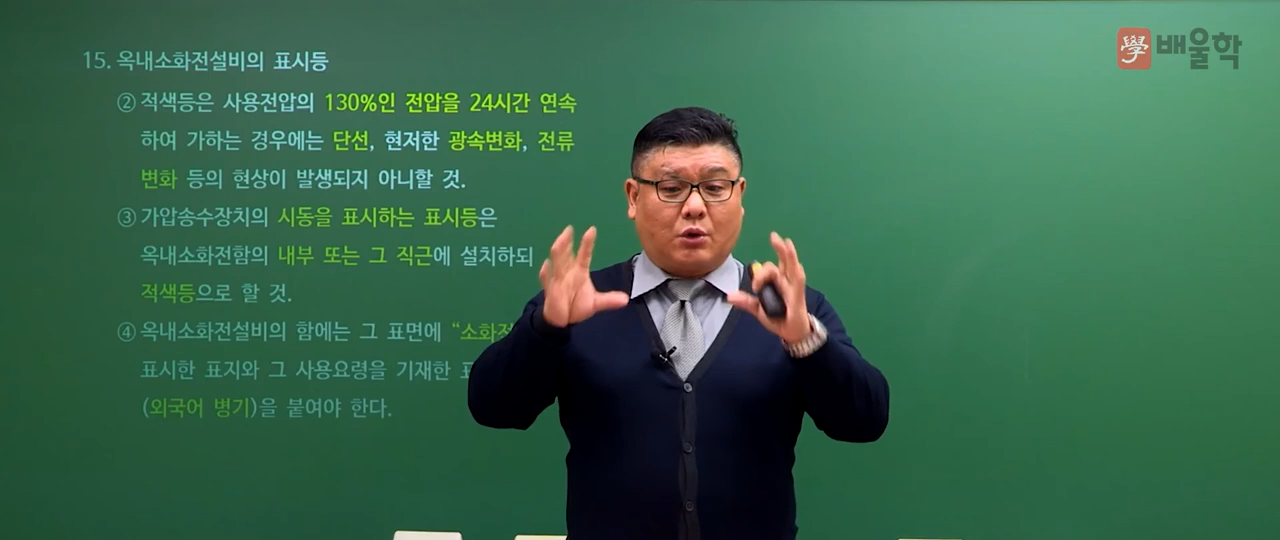 15. 옥내소화전설비의 표시등
② 적색등은 사용전압의 130%인 전압을 24시간 연속
하여 가하는 경우에는 단선, 현저한 광속변화, 전류
변화 등의 현상이 발생되지 아니할 것.
③ 가압송수장치의 시동을 표시하는 표시등은
옥내소화전함의 내부 또는 그 직근에 설치하되
적색등으로 할 것.
④ 옥내소화전설비의 함에는 그 표면에
표시한 표지와 그 사용요령을 기재한
(외국어 병기)을 붙여야 한다.
學 배울학